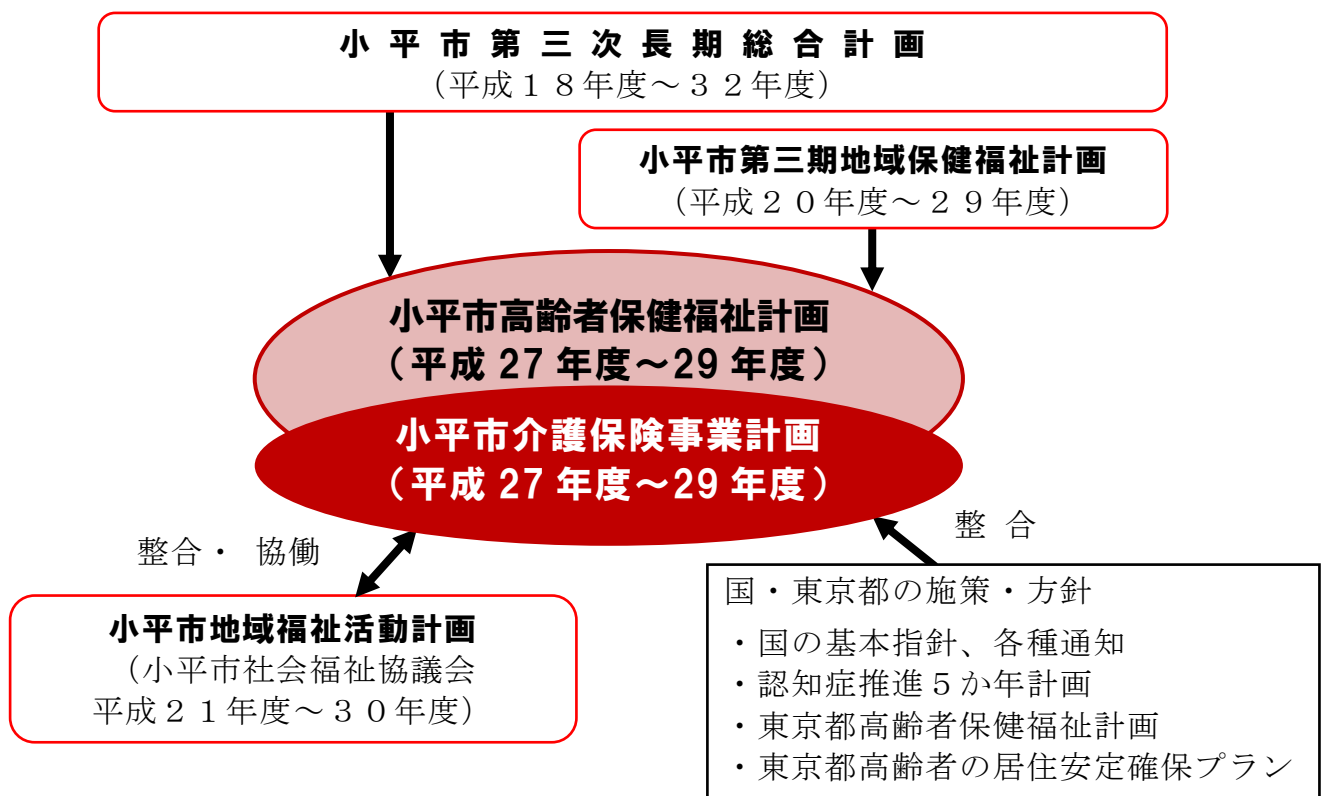 小平市第三次長期総合計画
（平成１８年度～３２年度）
小平市第三期地域保健福祉計画
（平成２０年度～２９年度）
小平市高齢者保健福祉計画
（平成 27 年度～29 年度）
小平市介護保険事業計画
（平成 27 年度～29 年度）
整合・ 協働
整 合
小平市地域福祉活動計画
（小平市社会福祉協議会
平成２１年度～３０年度）
国・東京都の施策・方針
・国の基本指針、各種通知
・認知症推進５か年計画
・東京都高齢者保健福祉計画
・東京都高齢者の居住安定確保プラン